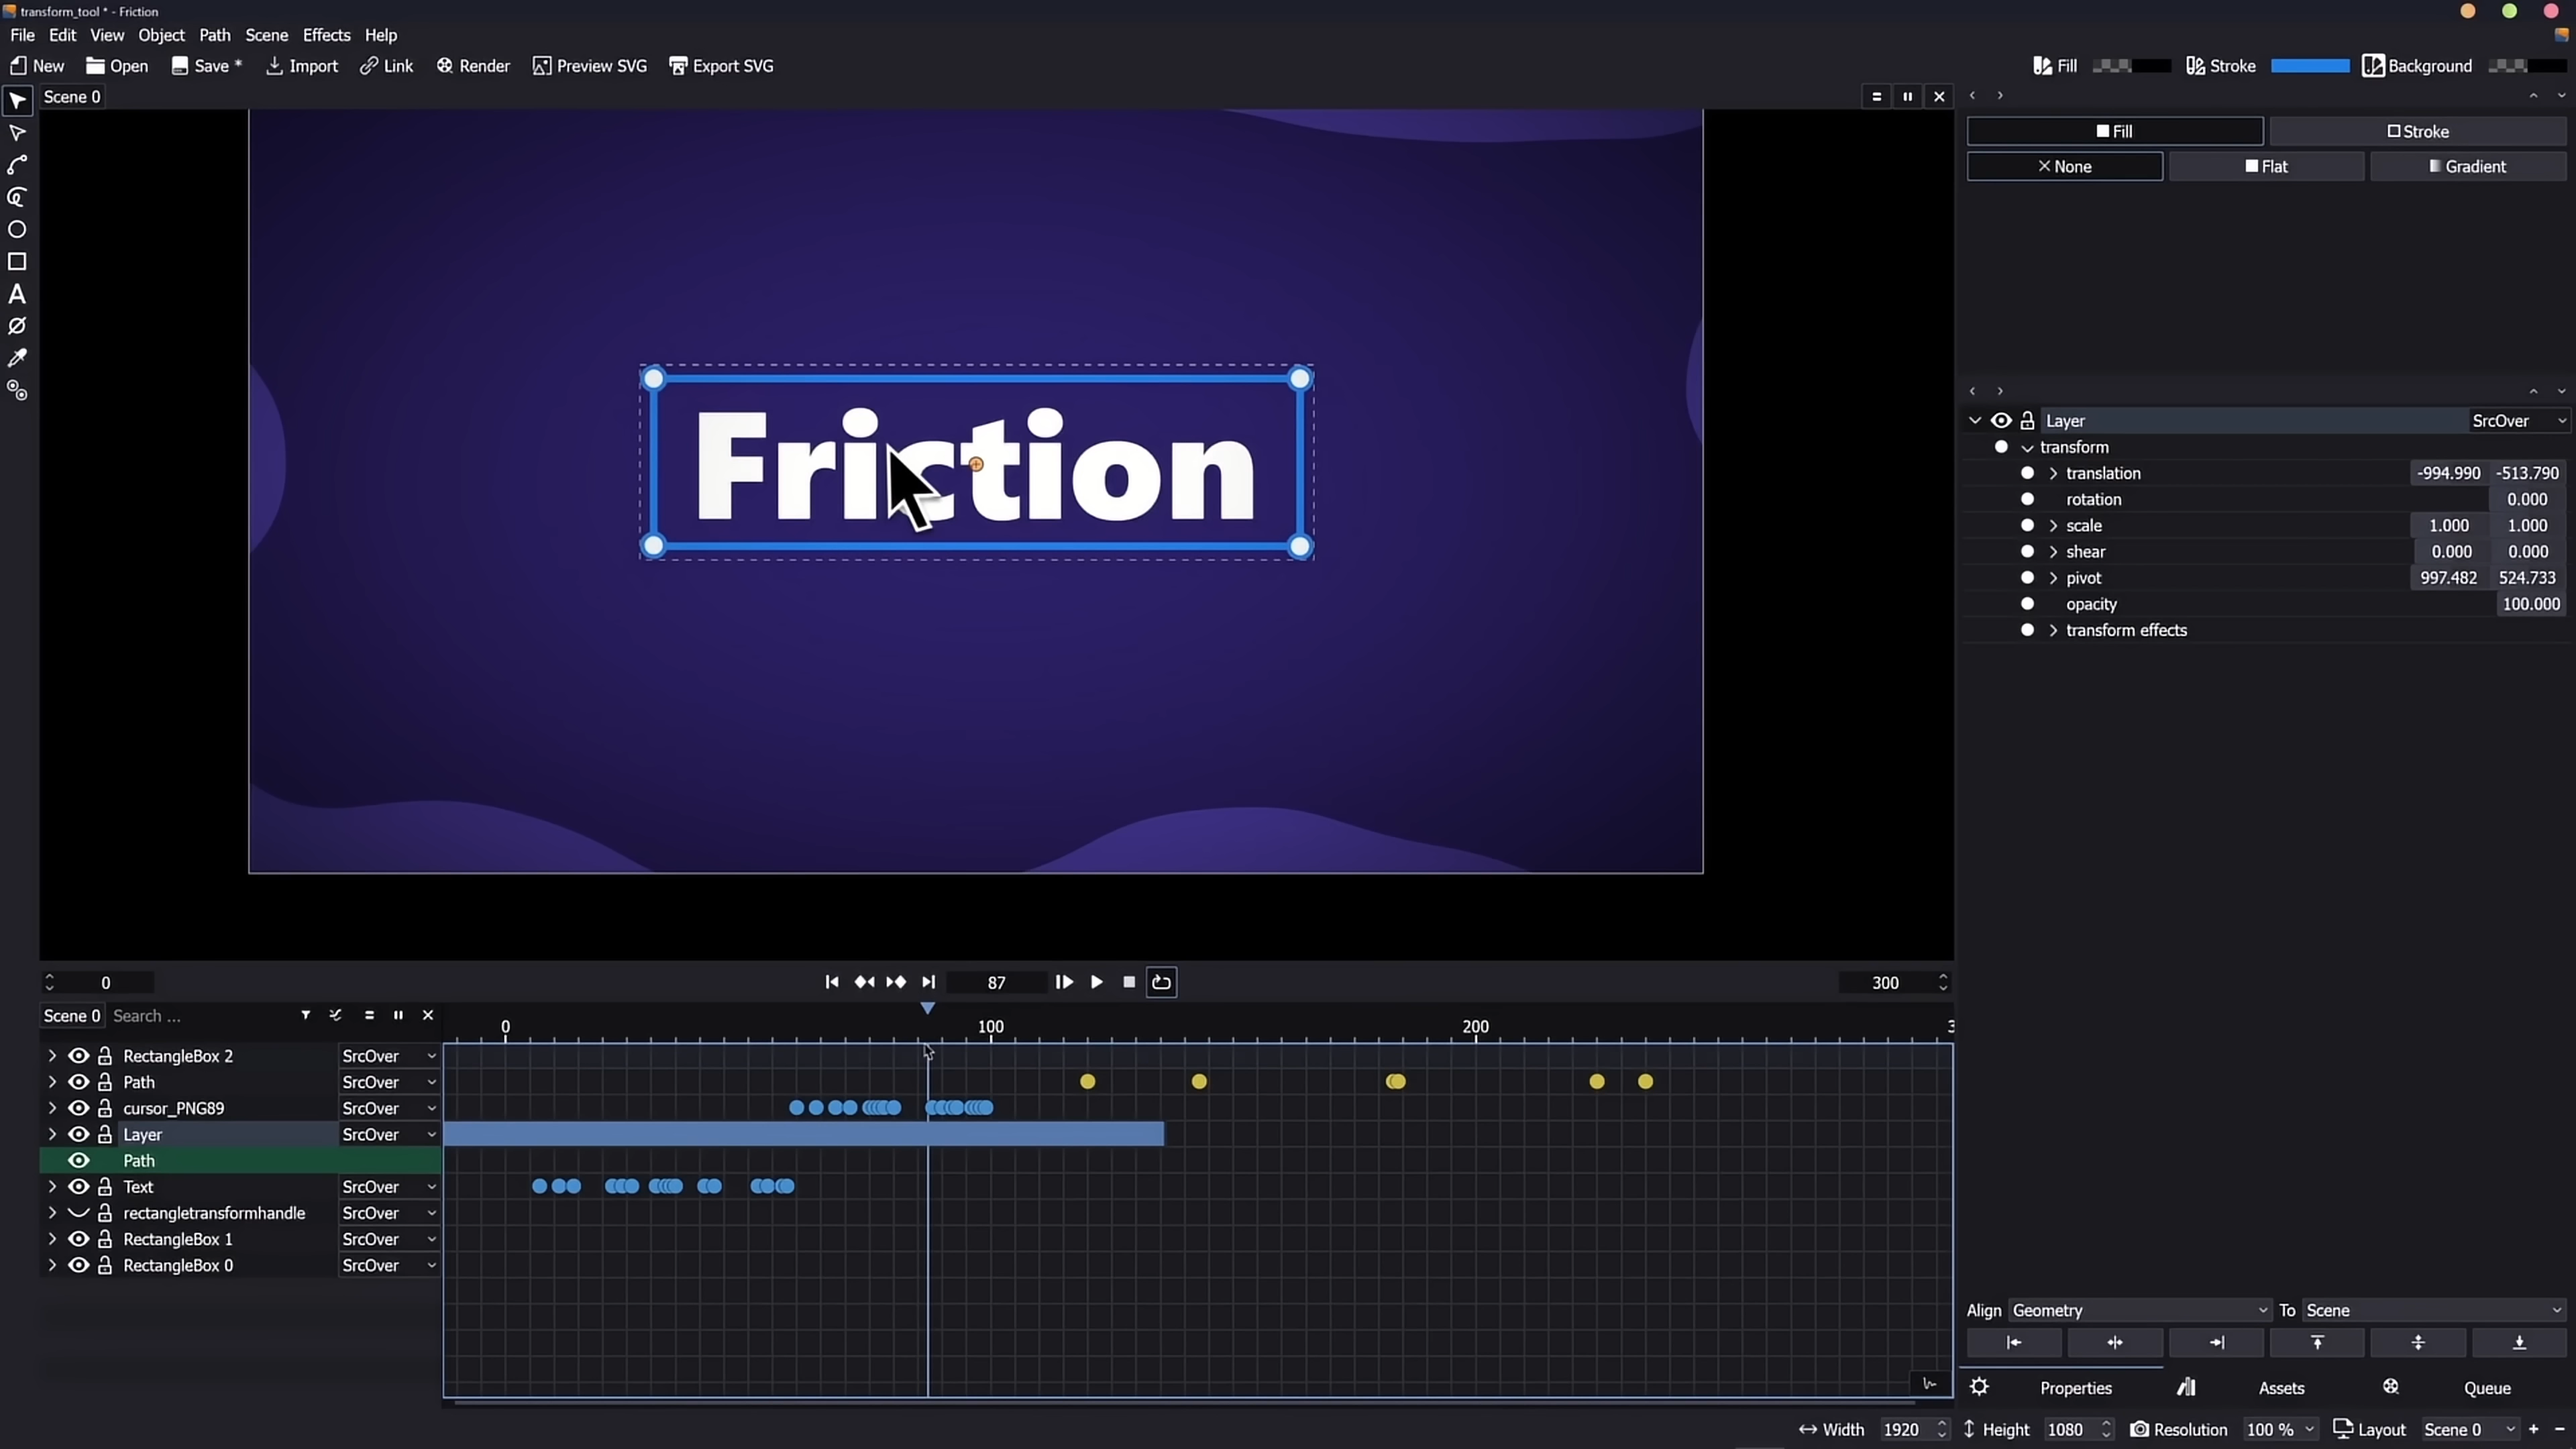 transform_tool * - Friction
File Edit View Object Path Scene Effects Help
New Open Save * Import Link Render Preview SVG Export SVG Fill Stroke Background
Scene 0
Fill Stroke
None Flat Gradient
Friction
Layer SrcOver
transform
translation -994.990 -513.790
rotation 0.000
scale 1.000 1.000
shear 0.000 0.000
pivot 997.482 524.733
opacity 100.000
transform effects
0 87 300
Scene 0 Search ...
0 100 200 3
RectangleBox 2 SrcOver
Path SrcOver
cursor_PNG89 SrcOver
Layer SrcOver
Path
Text SrcOver
rectangletransformhandle SrcOver
RectangleBox 1 SrcOver
RectangleBox 0 SrcOver
Align Geometry To Scene
Properties Assets Queue
Width 1920 Height 1080 Resolution 100 % Layout Scene 0